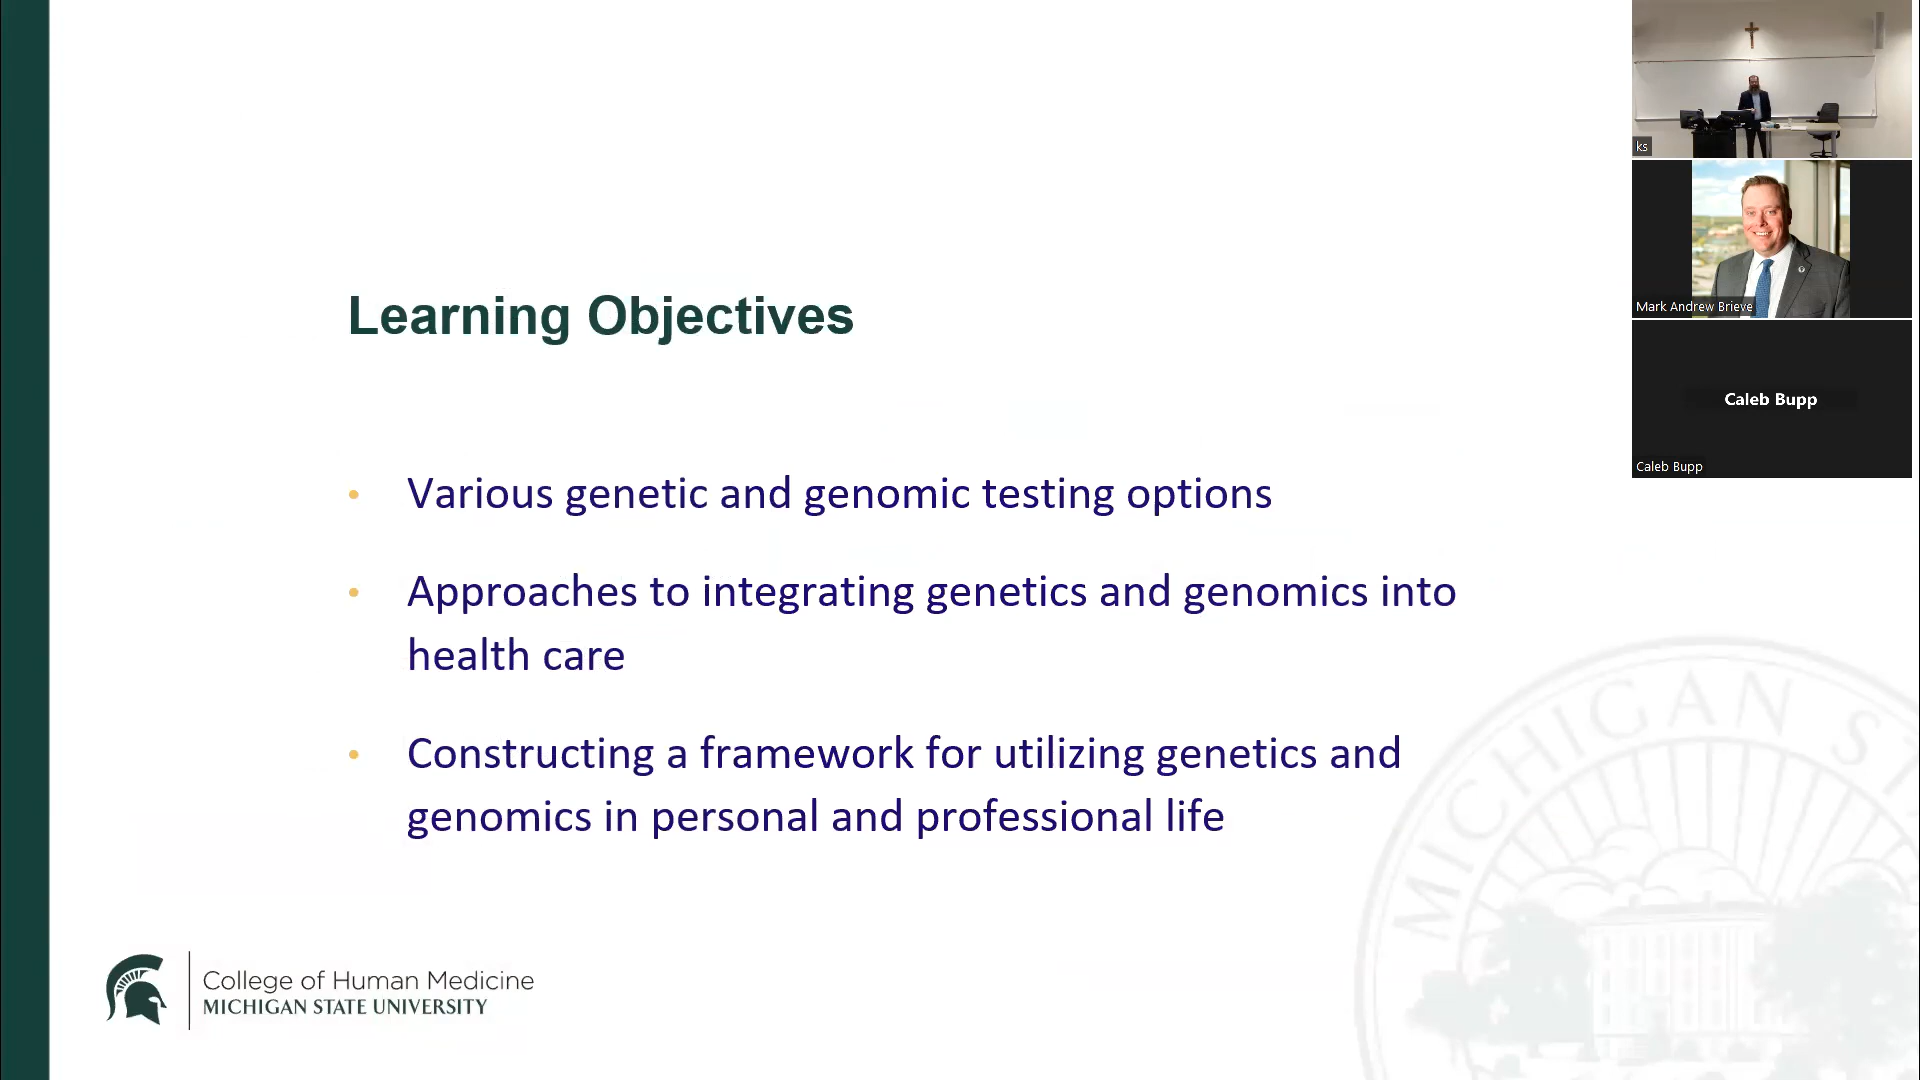 Learning Objectives
• Various genetic and genomic testing options
• Approaches to integrating genetics and genomics into
health care
• Constructing a framework for utilizing genetics and
genomics in personal and professional life
College of Human Medicine
MICHIGAN STATE UNIVERSITY
MICHIGAN ST
ks
Mark Andrew Brieve
Caleb Bupp
Caleb Bupp